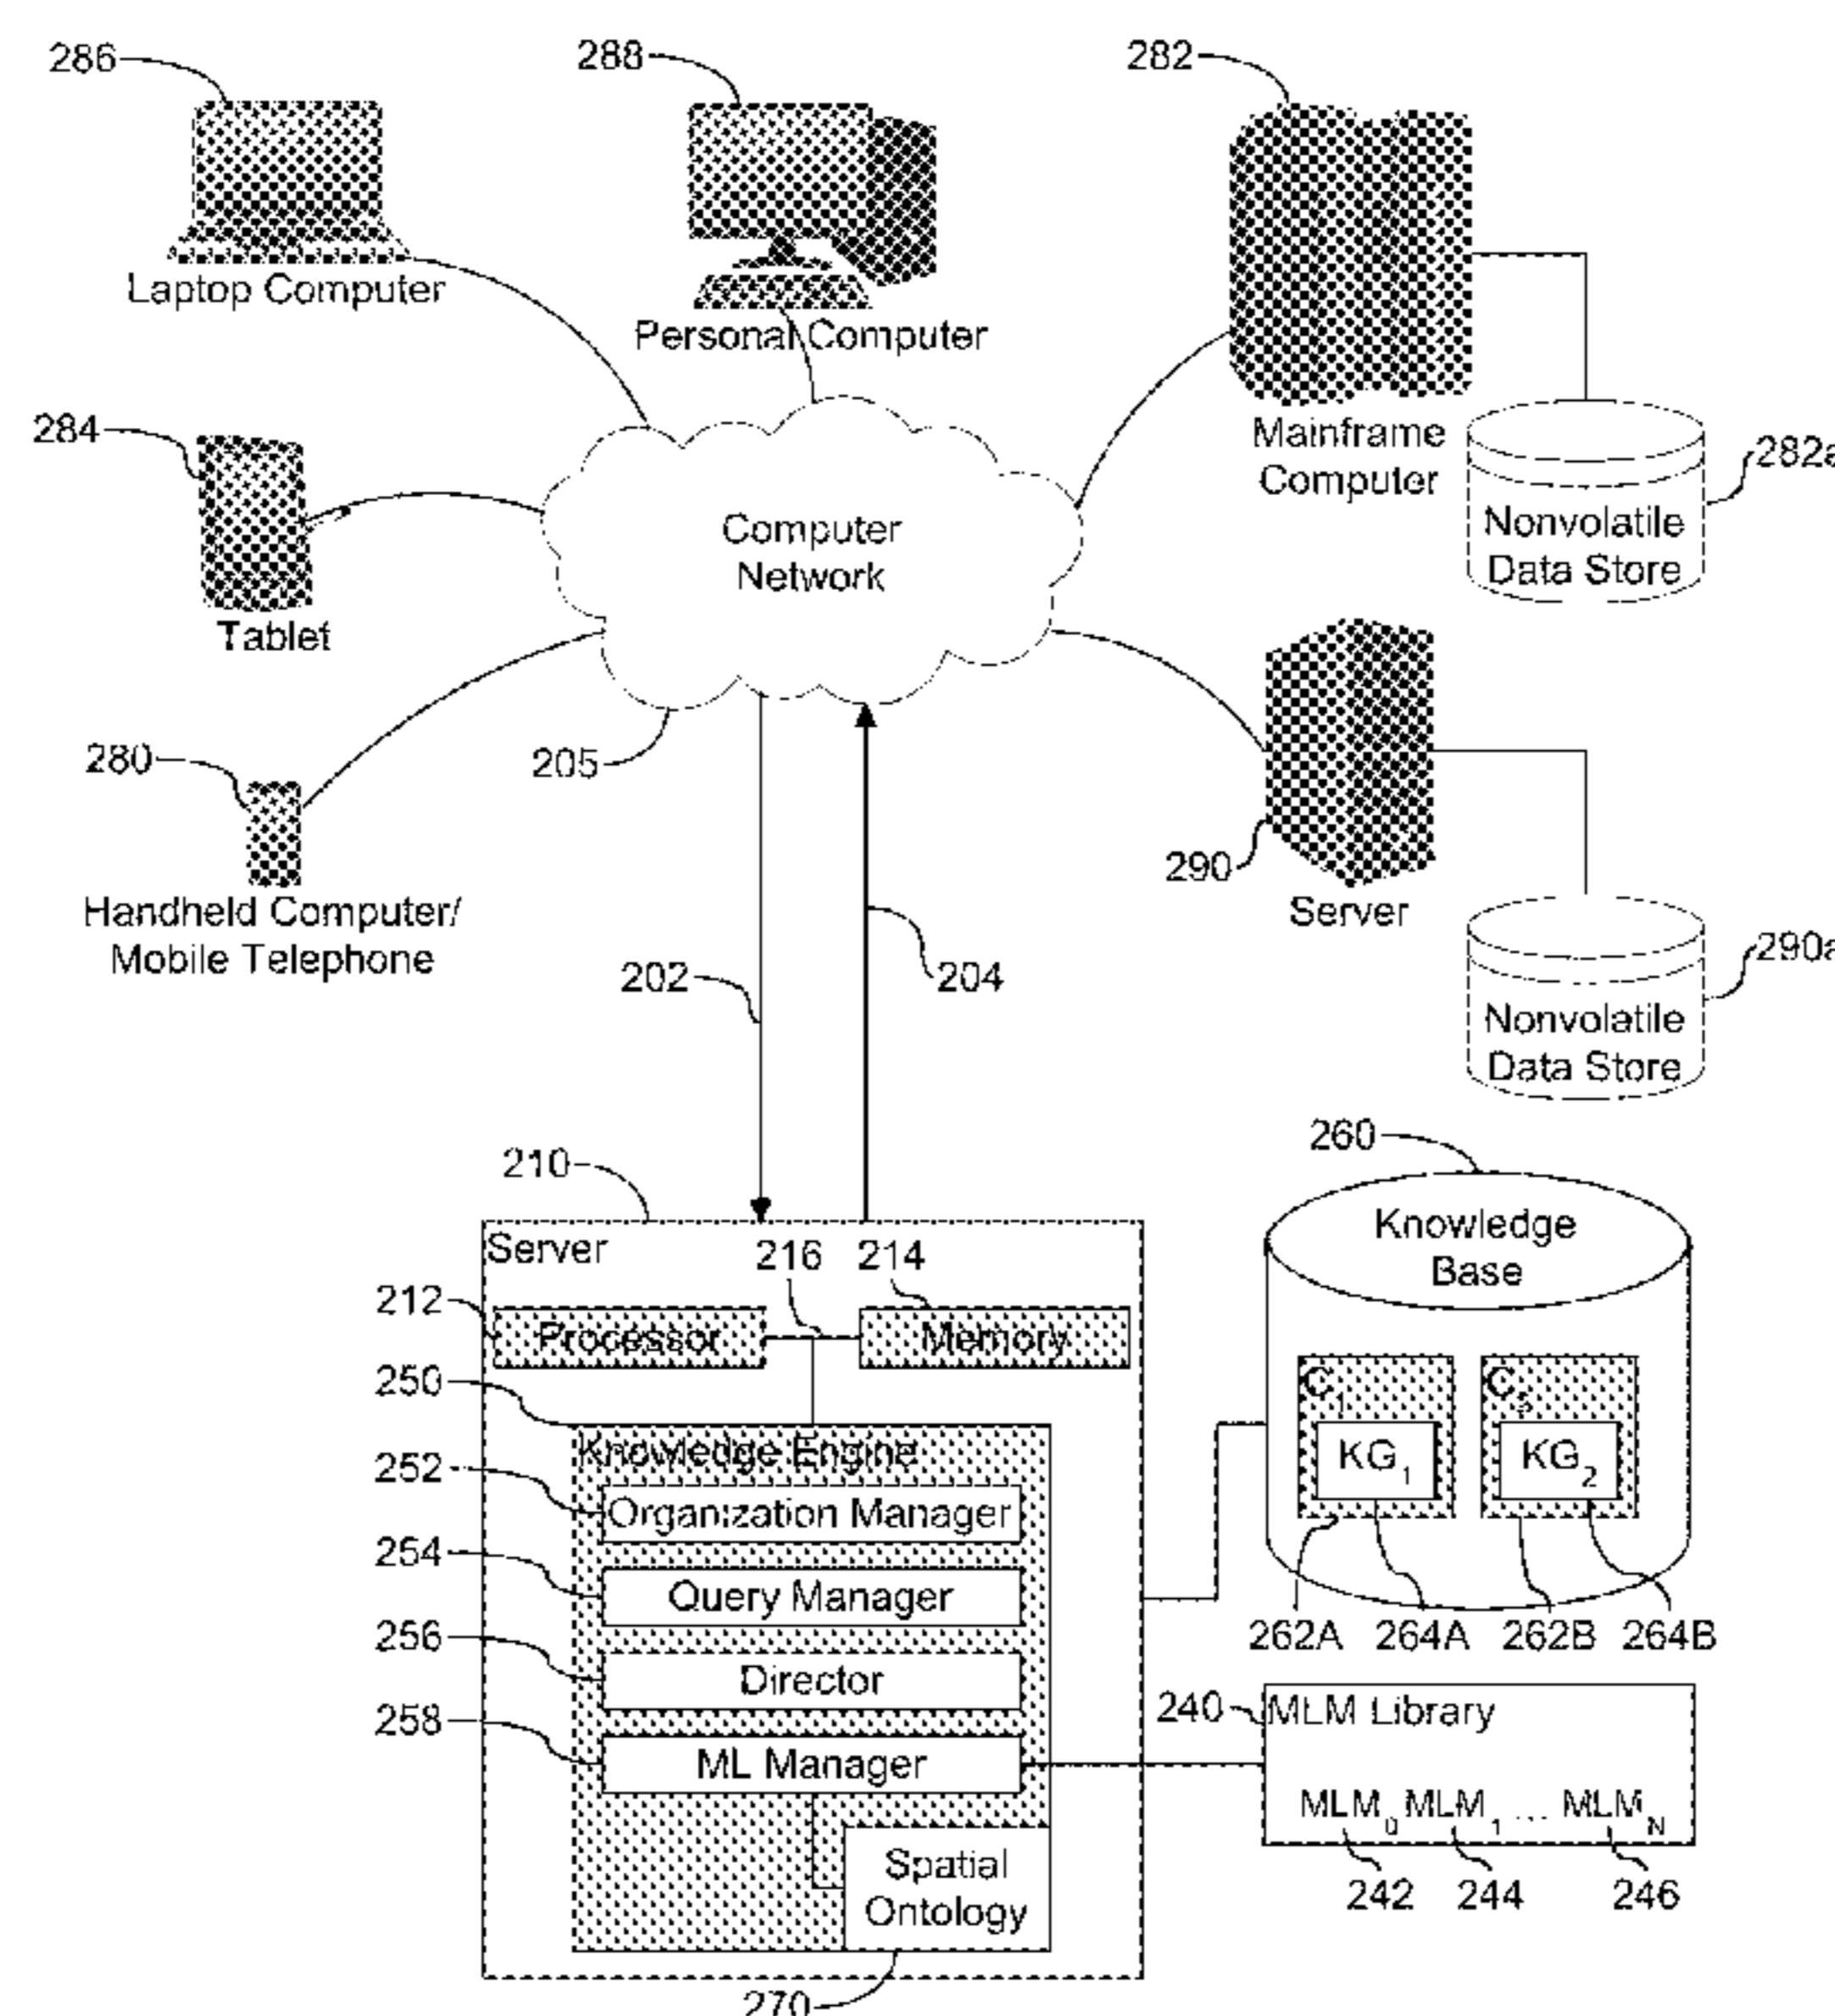 286
288
282
Laptop Computer
Personal Computer
Mainframe
Computer
282a
Nonvolatile
Data Store
284
Tablet
Computer
Network
280
205
Handheld Computer/
Mobile Telephone
290
Server
290a
Nonvolatile
Data Store
202
204
210
Server
216
214
212
Processor
Memory
250
Knowledge Engine
252
Organization Manager
254
Query Manager
256
Director
258
ML Manager
Spatial
Ontology
270
260
Knowledge
Base
C1
KG1
KG2
262A
264A
262B
264B
240
MLM Library
MLM0 MLM1 ... MLMN
242
244
246